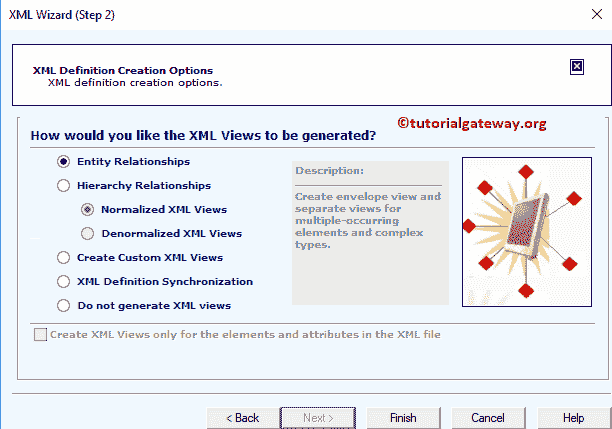 XML Wizard (Step 2)
XML Definition Creation Options
XML definition creation options.
©tutorialgateway.org
How would you like the XML Views to be generated?
Entity Relationships
Hierarchy Relationships
Normalized XML Views
Denormalized XML Views
Create Custom XML Views
XML Definition Synchronization
Do not generate XML views
Description:
Create envelope view and
separate views for
multiple-occurring
elements and complex
types.
Create XML Views only for the elements and attributes in the XML file
< Back
Next >
Finish
Cancel
Help